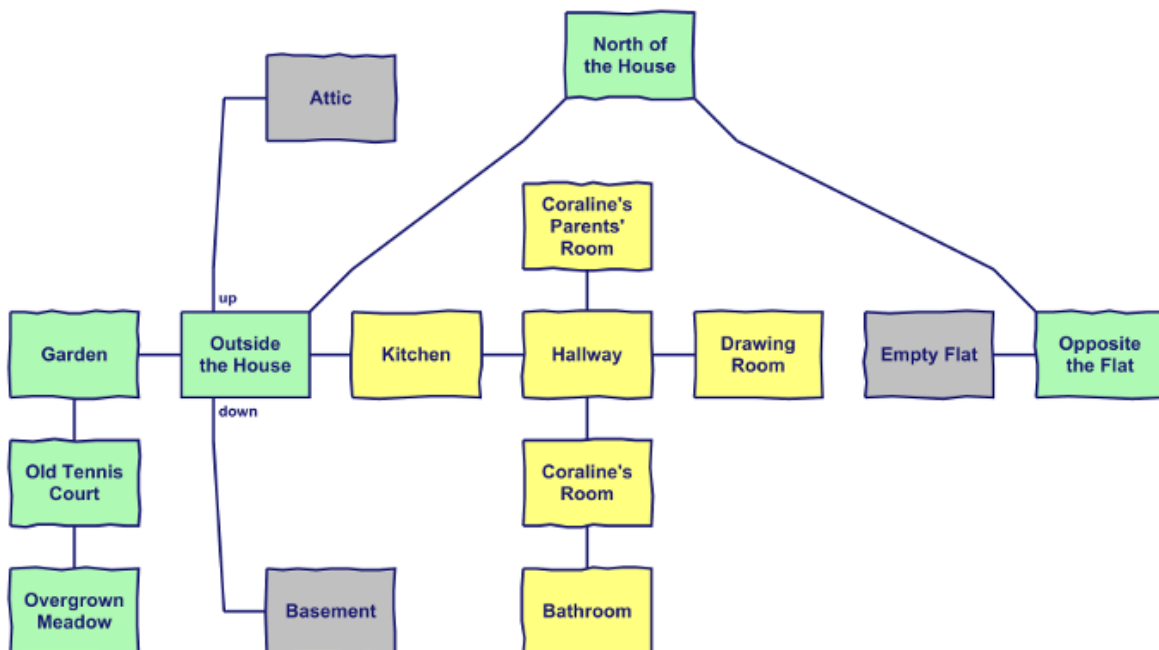 North of
the House
Attic
Coraline's
Parents'
Room
up
Garden
Outside
the House
Kitchen
Hallway
Drawing
Room
Empty Flat
Opposite
the Flat
down
Old Tennis
Court
Coraline's
Room
Overgrown
Meadow
Basement
Bathroom